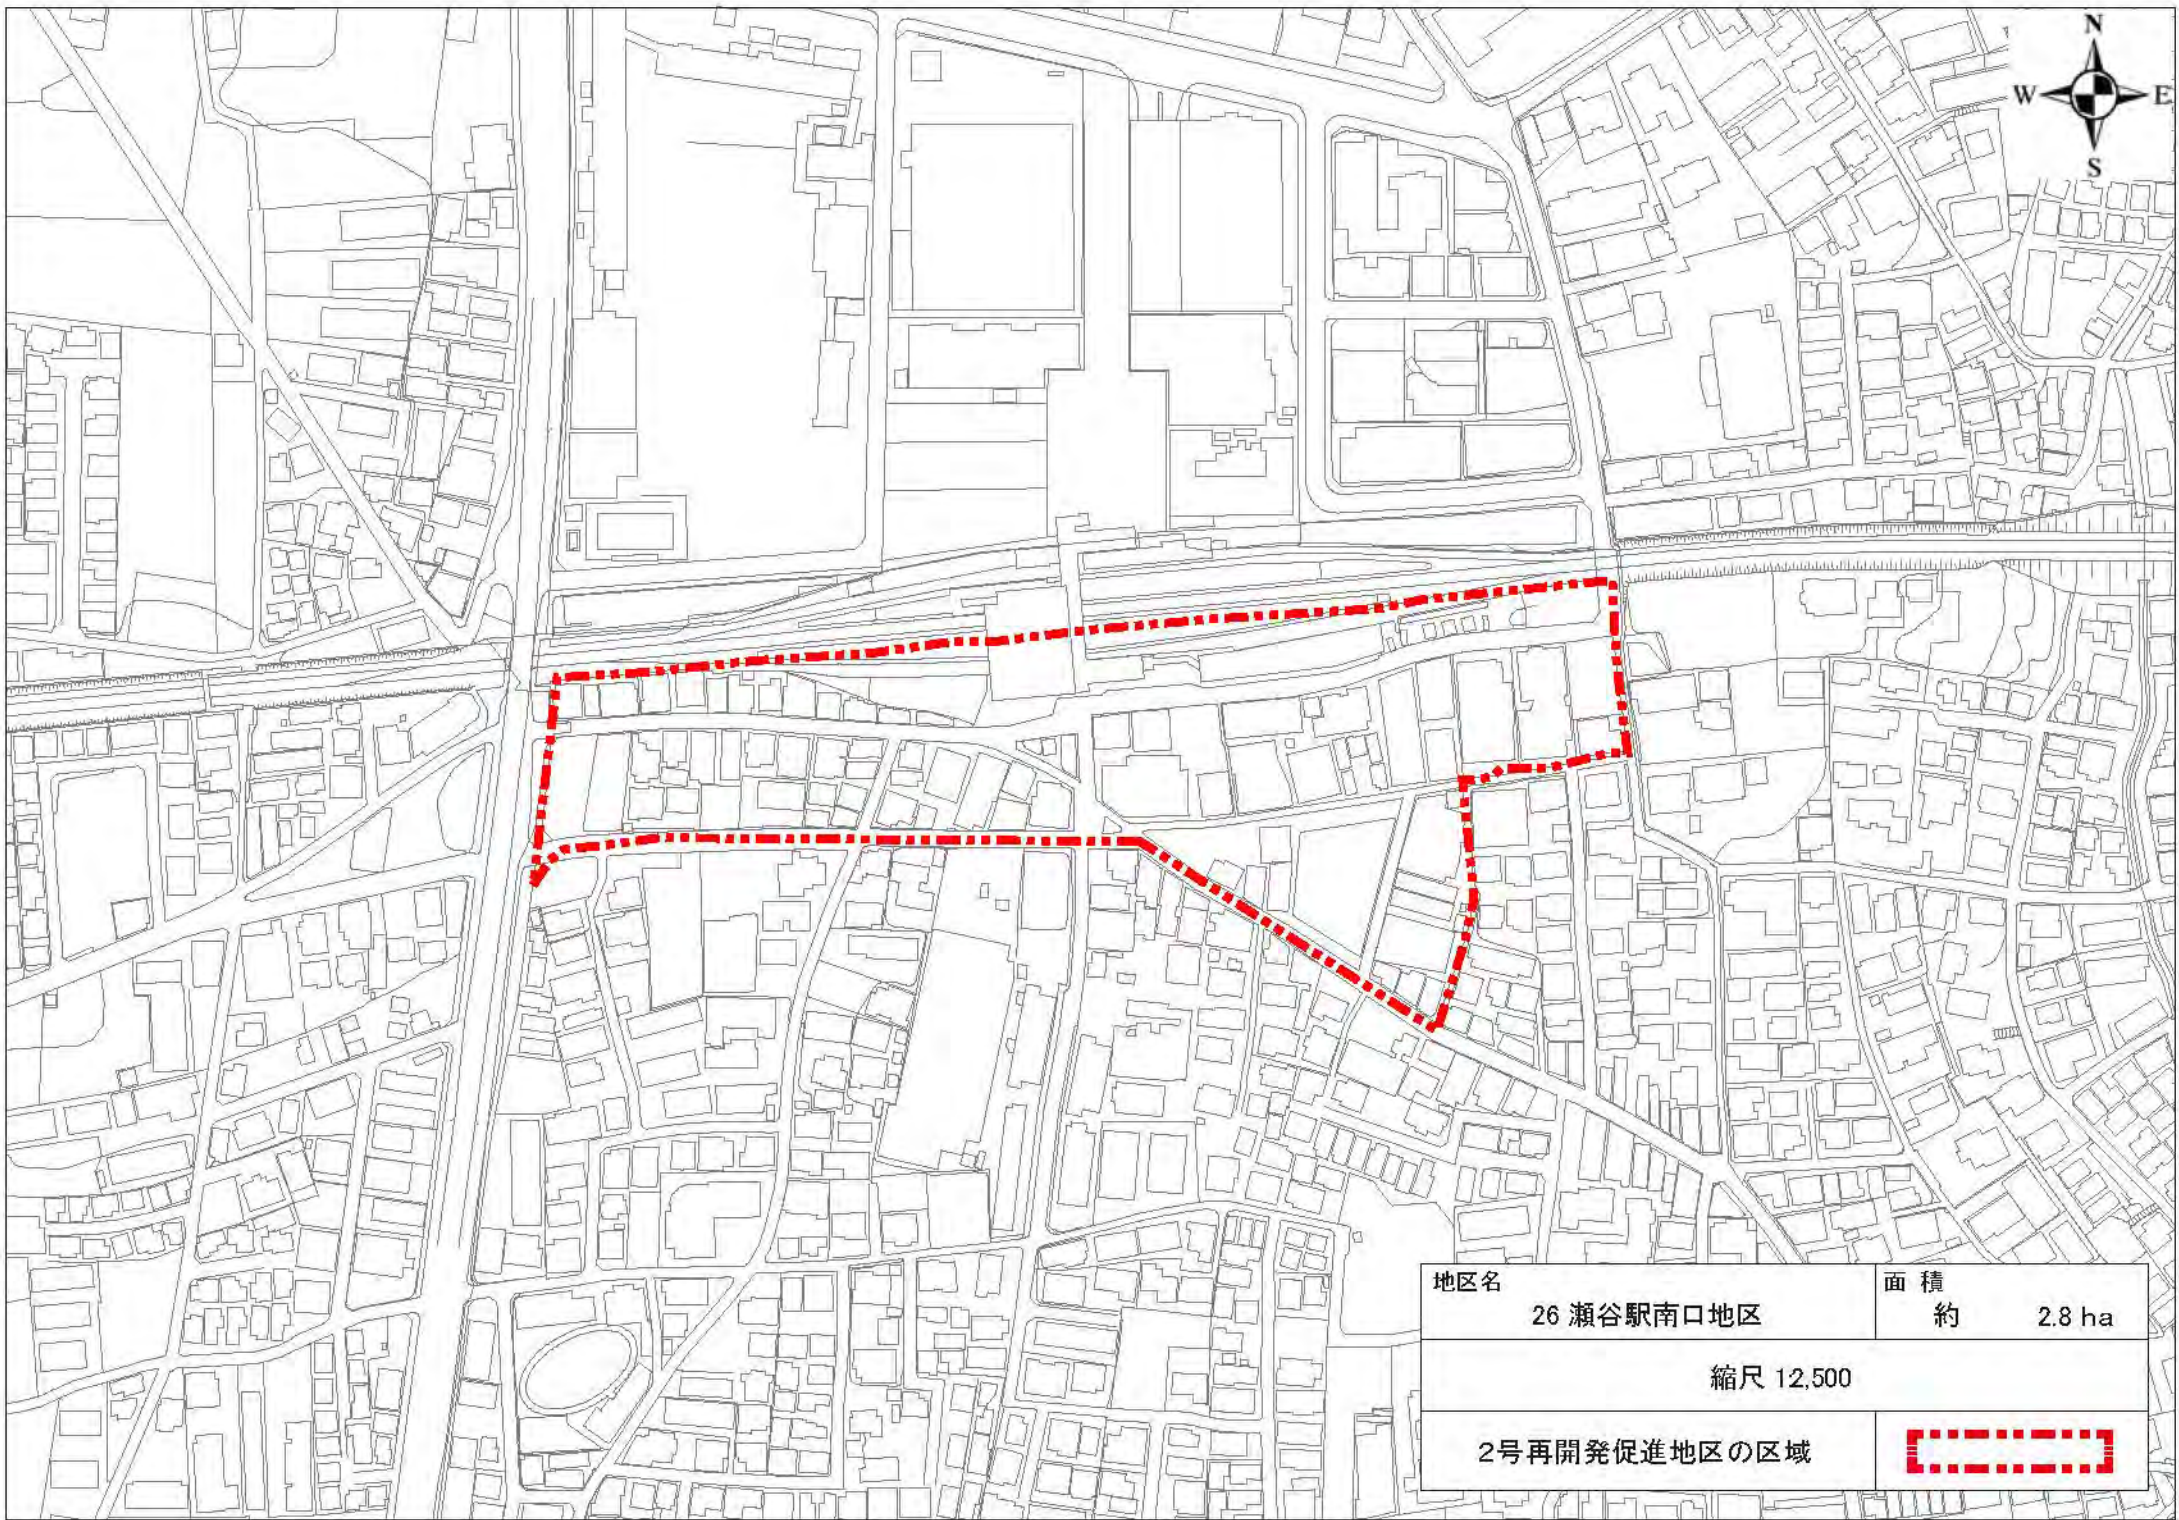 N
W E
S
地区名
26 瀬谷駅南口地区
面 積
約 2.8 ha
縮尺 12,500
2号再開発促進地区の区域